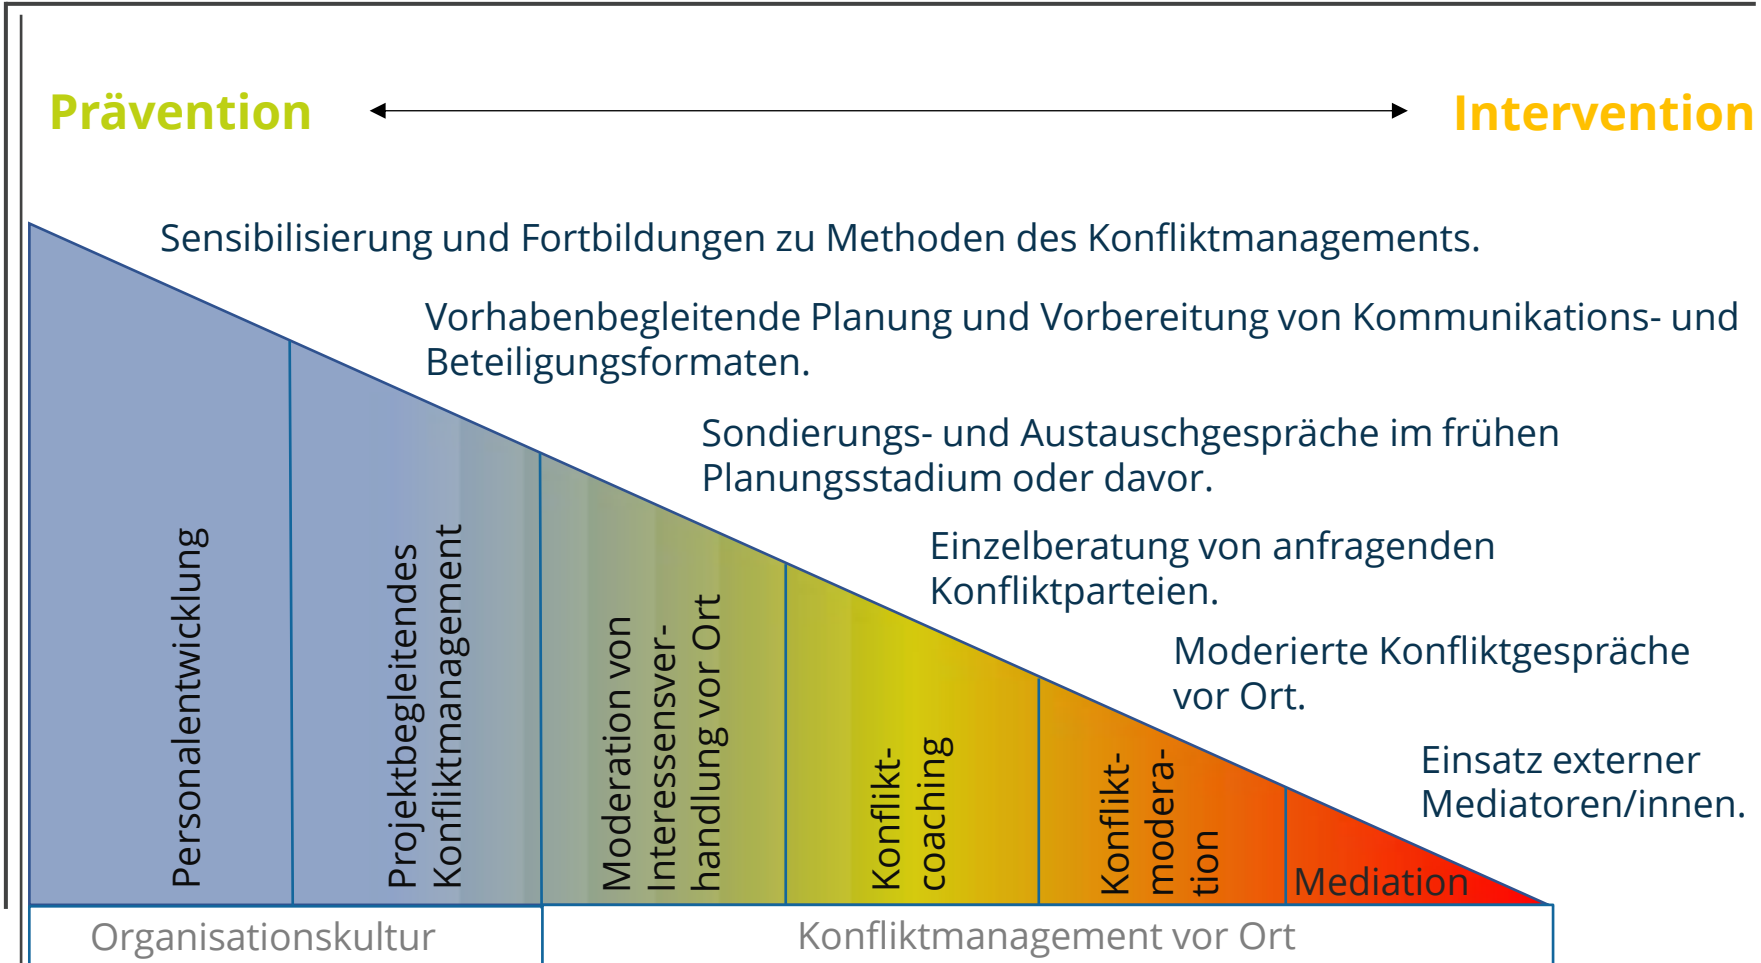 Prävention
Intervention
Sensibilisierung und Fortbildungen zu Methoden des Konfliktmanagements.
Vorhabenbegleitende Planung und Vorbereitung von Kommunikations- und
Beteiligungsformaten.
Sondierungs- und Austauschgespräche im frühen
Planungsstadium oder davor.
Einzelberatung von anfragenden
Konfliktparteien.
Moderierte Konfliktgespräche
vor Ort.
Einsatz externer
Mediatoren/innen.
Personalentwicklung
Projektbegleitendes
Konfliktmanagement
Moderation von
Interessensver-
handlung vor Ort
Konflikt-
coaching
Konflikt-
modera-
tion
Mediation
Organisationskultur
Konfliktmanagement vor Ort